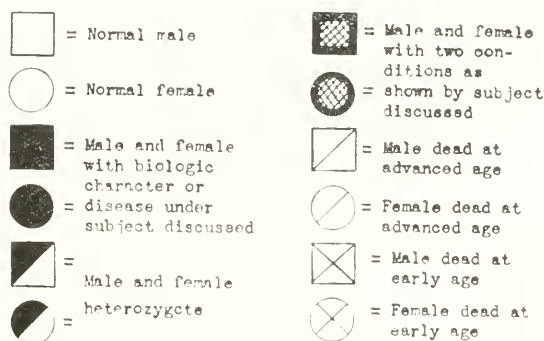 = Normal male
= Normal female
= Male and female
with biologic
character or
= disease under
subject discussed
=
Male and female
heterozygote
=
= Male and female
with two con-
ditions as
= shown by subject
discussed
= Male dead at
advanced age
= Female dead at
advanced age
= Male dead at
early age
= Female dead at
early age